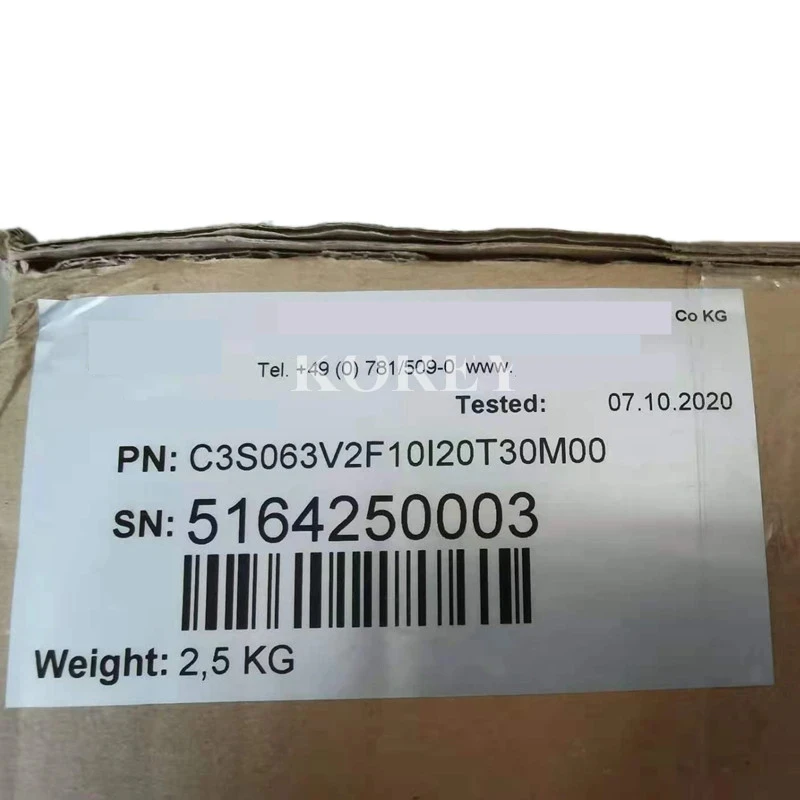 Co KG
Tel. +49 (0) 781/509-0 www.
KOKEY
Tested: 07.10.2020
PN: C3S063V2F10I20T30M00
SN: 5164250003
Weight: 2,5 KG